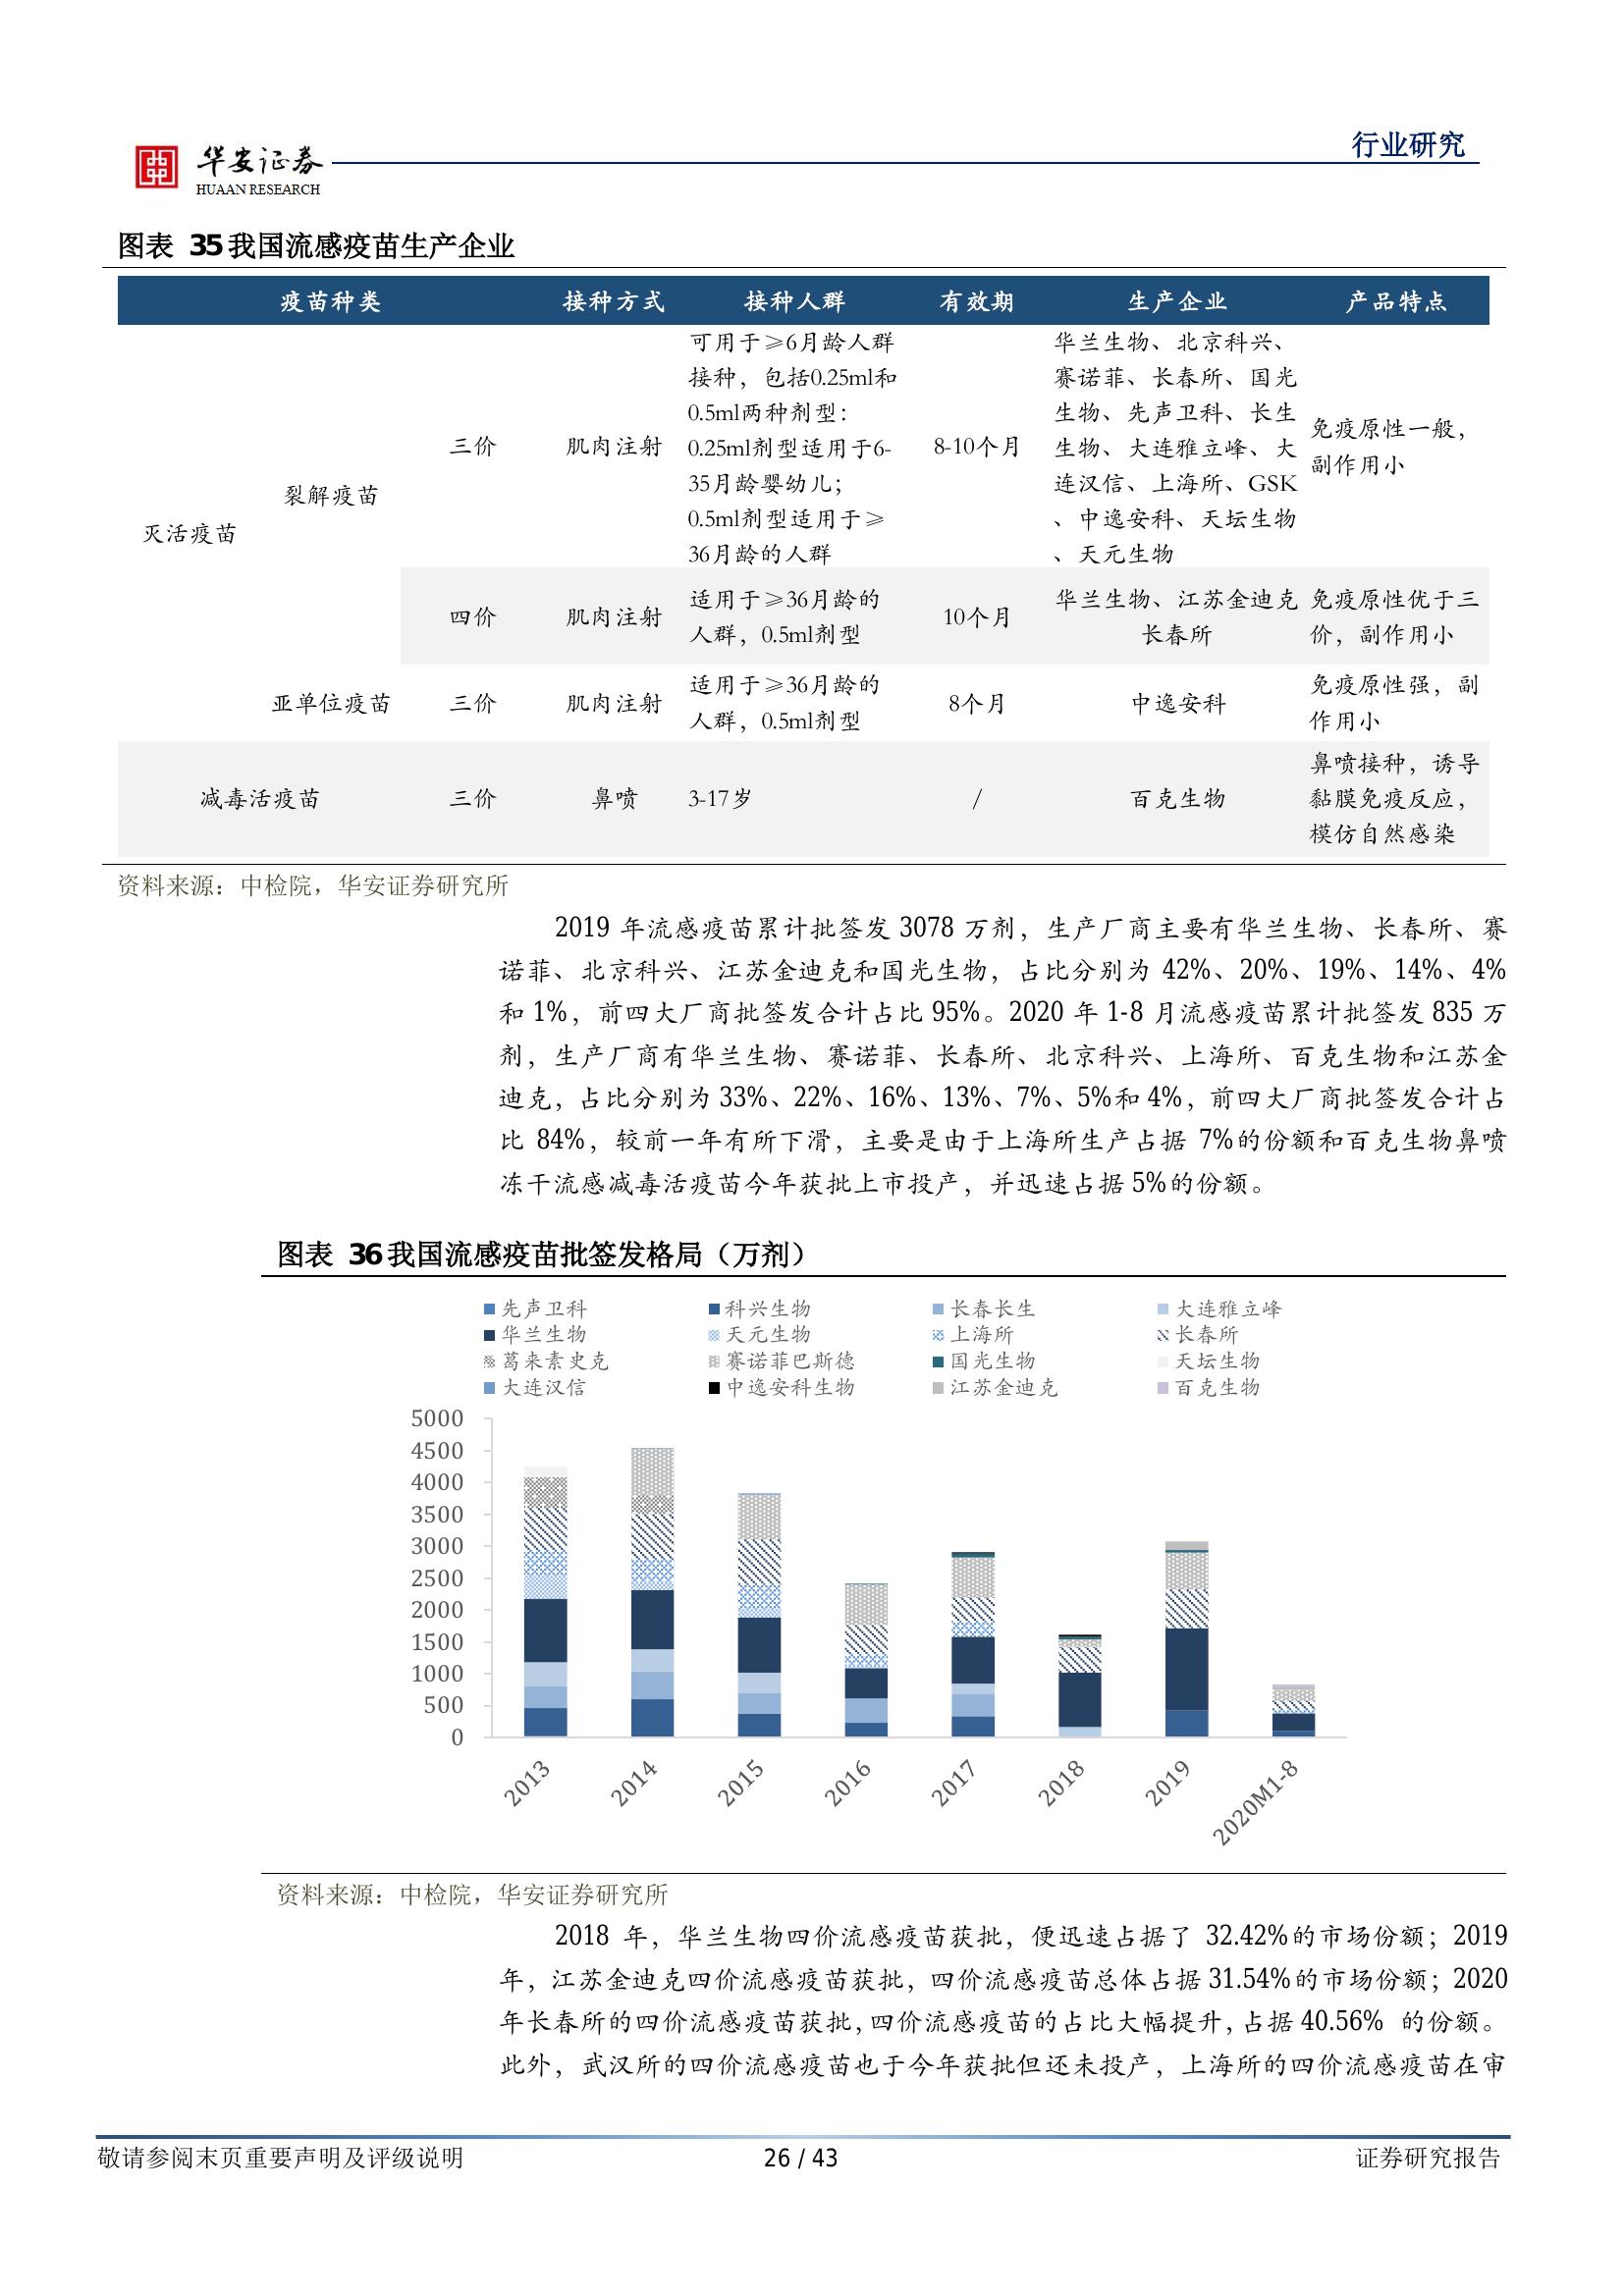 华安证券
HUAAN RESEARCH
行业研究
图表 35 我国流感疫苗生产企业
疫苗种类 接种方式 接种人群 有效期 生产企业 产品特点
灭活疫苗
裂解疫苗
三价
肌肉注射
可用于≥6月龄人群
接种，包括0.25ml和
0.5ml两种剂型：
0.25ml剂型适用于6-
35月龄婴幼儿；
0.5ml剂型适用于≥
36月龄的人群
8-10个月
华兰生物、北京科兴、
赛诺菲、长春所、国光
生物、先声卫科、长生
生物、大连雅立峰、大
连汉信、上海所、GSK
、中逸安科、天坛生物
、天元生物
免疫原性一般，
副作用小
四价
肌肉注射
适用于≥36月龄的
人群，0.5ml剂型
10个月
华兰生物、江苏金迪克
长春所
免疫原性优于三
价，副作用小
亚单位疫苗
三价
肌肉注射
适用于≥36月龄的
人群，0.5ml剂型
8个月
中逸安科
免疫原性强，副
作用小
减毒活疫苗
三价
鼻喷
3-17岁
/
百克生物
鼻喷接种，诱导
黏膜免疫反应，
模仿自然感染
资料来源：中检院，华安证券研究所
2019 年流感疫苗累计批签发 3078 万剂，生产厂商主要有华兰生物、长春所、赛
诺菲、北京科兴、江苏金迪克和国光生物，占比分别为 42%、20%、19%、14%、4%
和 1%，前四大厂商批签发合计占比 95%。2020 年 1-8 月流感疫苗累计批签发 835 万
剂，生产厂商有华兰生物、赛诺菲、长春所、北京科兴、上海所、百克生物和江苏金
迪克，占比分别为 33%、22%、16%、13%、7%、5%和 4%，前四大厂商批签发合计占
比 84%，较前一年有所下滑，主要是由于上海所生产占据 7%的份额和百克生物鼻喷
冻干流感减毒活疫苗今年获批上市投产，并迅速占据 5%的份额。
图表 36 我国流感疫苗批签发格局（万剂）
先声卫科 科兴生物 长春长生 大连雅立峰
华兰生物 天元生物 上海所 长春所
葛来素史克 赛诺菲巴斯德 国光生物 天坛生物
大连汉信 中逸安科生物 江苏金迪克 百克生物
5000
4500
4000
3500
3000
2500
2000
1500
1000
500
0
2013 2014 2015 2016 2017 2018 2019 2020M1-8
资料来源：中检院，华安证券研究所
2018 年，华兰生物四价流感疫苗获批，便迅速占据了 32.42%的市场份额；2019
年，江苏金迪克四价流感疫苗获批，四价流感疫苗总体占据 31.54%的市场份额；2020
年长春所的四价流感疫苗获批，四价流感疫苗的占比大幅提升，占据 40.56% 的份额。
此外，武汉所的四价流感疫苗也于今年获批但还未投产，上海所的四价流感疫苗在审
敬请参阅末页重要声明及评级说明 26 / 43 证券研究报告